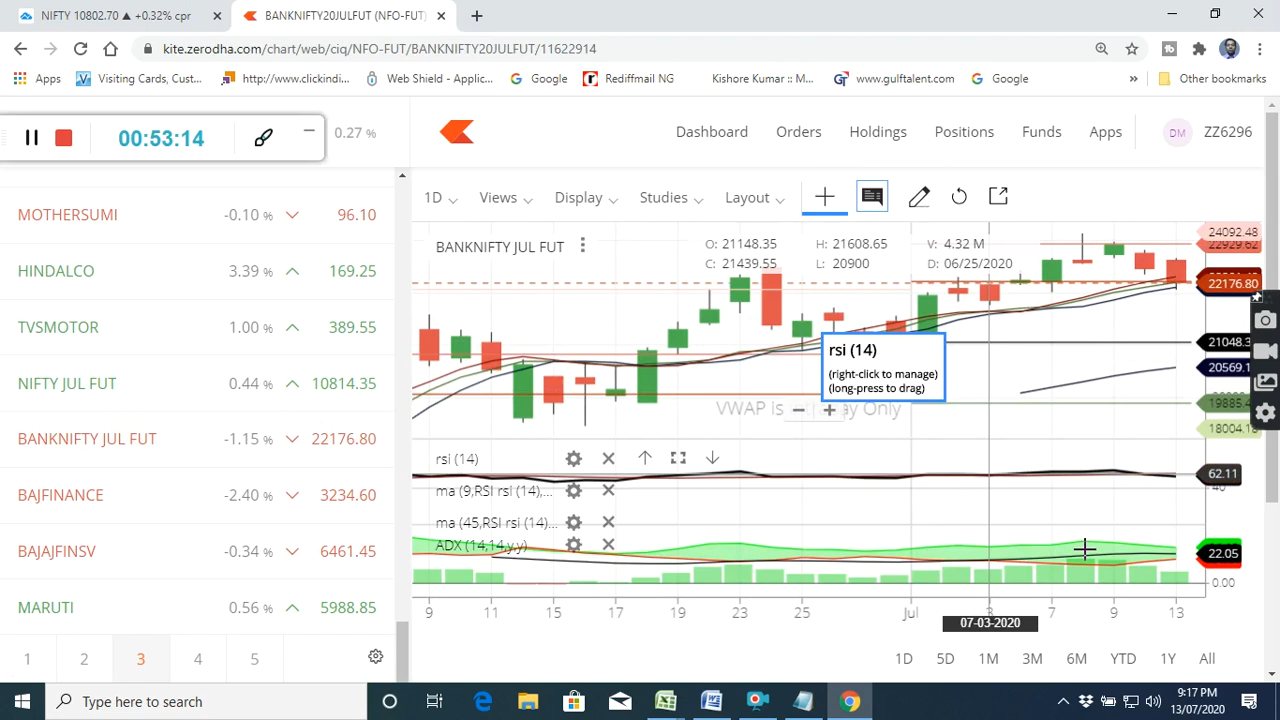 NIFTY 10802.70 ▲ +0.32% cpr
BANKNIFTY20JULFUT (NFO-FUT)
kite.zerodha.com/chart/web/ciq/NFO-FUT/BANKNIFTY20JULFUT/11622914
Apps Visiting Cards, Cust... http://www.clickindi... Web Shield - Applic... Google Rediffmail NG Kishore Kumar :: M... www.gulftalent.com Google » Other bookmarks
00:53:14
0.27 %
Dashboard Orders Holdings Positions Funds Apps DM ZZ6296
1D Views Display Studies Layout
MOTHERSUMI -0.10 % 96.10
HINDALCO 3.39 % 169.25
TVSMOTOR 1.00 % 389.55
NIFTY JUL FUT 0.44 % 10814.35
BANKNIFTY JUL FUT -1.15 % 22176.80
BAJFINANCE -2.40 % 3234.60
BAJAJFINSV -0.34 % 6461.45
MARUTI 0.56 % 5988.85
1 2 3 4 5
BANKNIFTY JUL FUT
O: 21148.35 H: 21608.65 V: 4.32 M
C: 21439.55 L: 20900 D: 06/25/2020
24092.48
22929.62
22176.80
21048.3
20569.1
19885.4
18004.18
rsi (14)
(right-click to manage)
(long-press to drag)
VWAP is ay Only
rsi (14)
62.11
40
ma (9,RSI rsi (14),...
ma (45,RSI rsi (14)...
ADX (14,14,y,y)
22.05
0.00
9 11 15 17 19 23 25 Jul 3 7 9 13
07-03-2020
1D 5D 1M 3M 6M YTD 1Y All
Type here to search
9:17 PM
13/07/2020